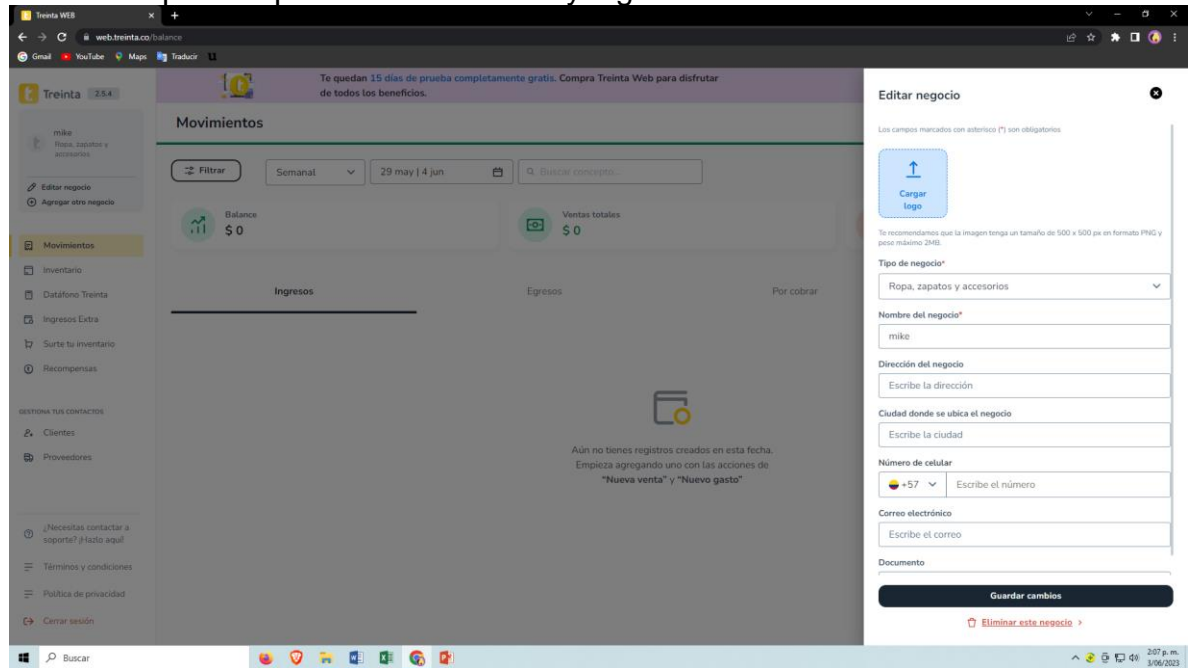 Treinta WEB
web.treinta.co/balance
Gmail YouTube Maps Traducir
Treinta 2.5.4
mike
Ropa, zapatos y
accesorios
Editar negocio
Agregar otro negocio
Movimientos
Inventario
Datáfono Treinta
Ingresos Extra
Surte tu inventario
Recompensas
GESTIONA TUS CONTACTOS
Clientes
Proveedores
¿Necesitas contactar a
soporte? ¡Hazlo aquí!
Términos y condiciones
Política de privacidad
Cerrar sesión
Te quedan 15 días de prueba completamente gratis. Compra Treinta Web para disfrutar
de todos los beneficios.
Movimientos
Filtrar Semanal 29 may | 4 jun Buscar concepto...
Balance
$ 0
Ventas totales
$ 0
Ingresos Egresos Por cobrar
Aún no tienes registros creados en esta fecha.
Empieza agregando uno con las acciones de
“Nueva venta” y “Nuevo gasto”
Editar negocio
Los campos marcados con asterisco (*) son obligatorios
Cargar
logo
Te recomendamos que la imagen tenga un tamaño de 500 x 500 px en formato PNG y
pese máximo 2MB.
Tipo de negocio*
Ropa, zapatos y accesorios
Nombre del negocio*
mike
Dirección del negocio
Escribe la dirección
Ciudad donde se ubica el negocio
Escribe la ciudad
Número de celular
+57 Escribe el número
Correo electrónico
Escribe el correo
Documento
Guardar cambios
Eliminar este negocio >
Buscar
2:07 p. m.
3/06/2023